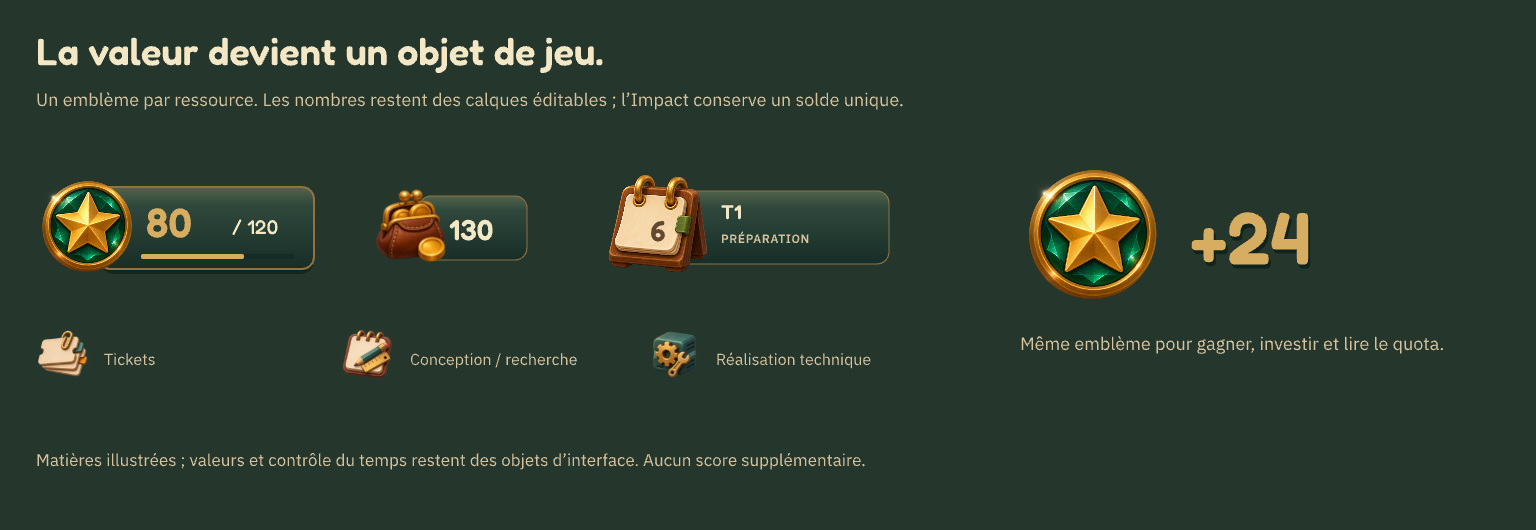 La valeur devient un objet de jeu.
Un emblème par ressource. Les nombres restent des calques éditables ; l’Impact conserve un solde unique.
80 / 120
130
6
T1
PRÉPARATION
+24
Tickets
Conception / recherche
Réalisation technique
Même emblème pour gagner, investir et lire le quota.
Matières illustrées ; valeurs et contrôle du temps restent des objets d’interface. Aucun score supplémentaire.